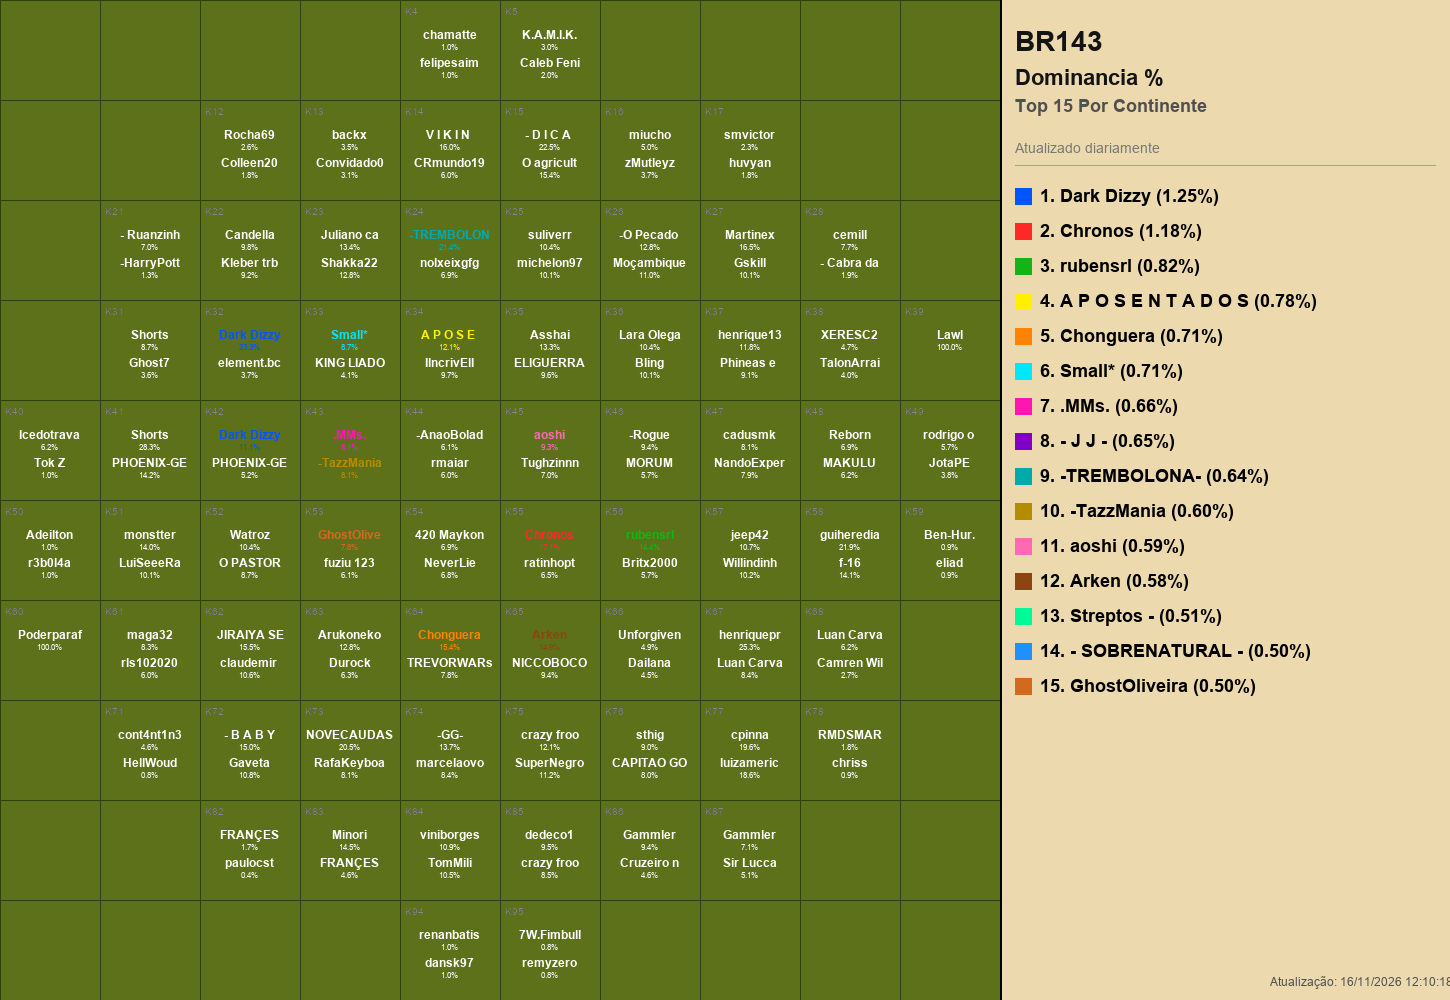 K4
chamatte
1.0%
felipesaim
1.0%
K5
K.A.M.I.K.
3.0%
Caleb Feni
2.0%
K12
Rocha69
2.6%
Colleen20
1.8%
K13
backx
3.5%
Convidado0
3.1%
K14
V I K I N
16.0%
CRmundo19
6.0%
K15
- D I C A
22.5%
O agricult
15.4%
K16
miucho
5.0%
zMutleyz
3.7%
K17
smvictor
2.3%
huvyan
1.8%
K21
- Ruanzinh
7.0%
-HarryPott
1.3%
K22
Candella
9.8%
Kleber trb
9.2%
K23
Juliano ca
13.4%
Shakka22
12.8%
K24
-TREMBOLON
21.4%
nolxeixgfg
6.9%
K25
suliverr
10.4%
michelon97
10.1%
K26
-O Pecado
12.8%
Moçambique
11.0%
K27
Martinex
16.5%
Gskill
10.1%
K28
cemill
7.7%
- Cabra da
1.9%
K31
Shorts
8.7%
Ghost7
3.6%
K32
Dark Dizzy
element.bc
3.7%
K33
Small*
8.7%
KING LIADO
4.1%
K34
A P O S E
12.1%
IIncrivEll
9.7%
K35
Asshai
13.3%
ELIGUERRA
9.6%
K36
Lara Olega
10.4%
Bling
10.1%
K37
henrique13
11.8%
Phineas e
9.1%
K38
XERESC2
4.7%
TalonArrai
4.0%
K39
Lawl
100.0%
K40
Icedotrava
6.2%
Tok Z
1.0%
K41
Shorts
28.3%
PHOENIX-GE
14.2%
K42
Dark Dizzy
11.1%
PHOENIX-GE
5.2%
K43
.MMs.
-TazzMania
K44
-AnaoBolad
6.1%
rmaiar
6.0%
K45
aoshi
9.3%
Tughzinnn
7.0%
K46
-Rogue
9.4%
MORUM
5.7%
K47
cadusmk
8.1%
NandoExper
7.9%
K48
Reborn
6.9%
MAKULU
6.2%
K49
rodrigo o
5.7%
JotaPE
3.8%
K50
Adeilton
1.0%
r3b0l4a
1.0%
K51
monstter
14.0%
LuiSeeeRa
10.1%
K52
Watroz
10.4%
O PASTOR
8.7%
K53
GhostOlive
7.6%
fuziu 123
6.1%
K54
420 Maykon
6.9%
NeverLie
6.8%
K55
Chronos
17.1%
ratinhopt
6.5%
K56
rubensrl
14.4%
Britx2000
5.7%
K57
jeep42
10.7%
Willindinh
10.2%
K58
guiheredia
21.9%
f-16
14.1%
K59
Ben-Hur.
0.9%
eliad
0.9%
K60
Poderparaf
100.0%
K61
maga32
8.3%
rls102020
6.0%
K62
JIRAIYA SE
15.5%
claudemir
10.6%
K63
Arukoneko
12.8%
Durock
6.3%
K64
Chonguera
15.4%
TREVORWARs
7.8%
K65
Arken
NICCOBOCO
9.4%
K66
Unforgiven
4.9%
Dailana
4.5%
K67
henriquepr
25.3%
Luan Carva
8.4%
K68
Luan Carva
6.2%
Camren Wil
2.7%
K71
cont4nt1n3
4.6%
HellWoud
0.8%
K72
- B A B Y
15.0%
Gaveta
10.8%
K73
NOVECAUDAS
20.5%
RafaKeyboa
8.1%
K74
-GG-
13.7%
marcelaovo
8.4%
K75
crazy froo
12.1%
SuperNegro
11.2%
K76
sthig
9.0%
CAPITAO GO
8.0%
K77
cpinna
19.6%
luizameric
18.6%
K78
RMDSMAR
1.8%
chriss
0.9%
K82
FRANÇES
1.7%
paulocst
0.4%
K83
Minori
14.5%
FRANÇES
4.6%
K84
viniborges
10.9%
TomMili
10.5%
K85
dedeco1
9.5%
crazy froo
8.5%
K86
Gammler
9.4%
Cruzeiro n
4.6%
K87
Gammler
7.1%
Sir Lucca
5.1%
K94
renanbatis
1.0%
dansk97
1.0%
K95
7W.Fimbull
0.8%
remyzero
0.8%
BR143
Dominancia %
Top 15 Por Continente
Atualizado diariamente
1. Dark Dizzy (1.25%)
2. Chronos (1.18%)
3. rubensrl (0.82%)
4. A P O S E N T A D O S (0.78%)
5. Chonguera (0.71%)
6. Small* (0.71%)
7. .MMs. (0.66%)
8. - J J - (0.65%)
9. -TREMBOLONA- (0.64%)
10. -TazzMania (0.60%)
11. aoshi (0.59%)
12. Arken (0.58%)
13. Streptos - (0.51%)
14. - SOBRENATURAL - (0.50%)
15. GhostOliveira (0.50%)
Atualização: 16/11/2026 12:10:18